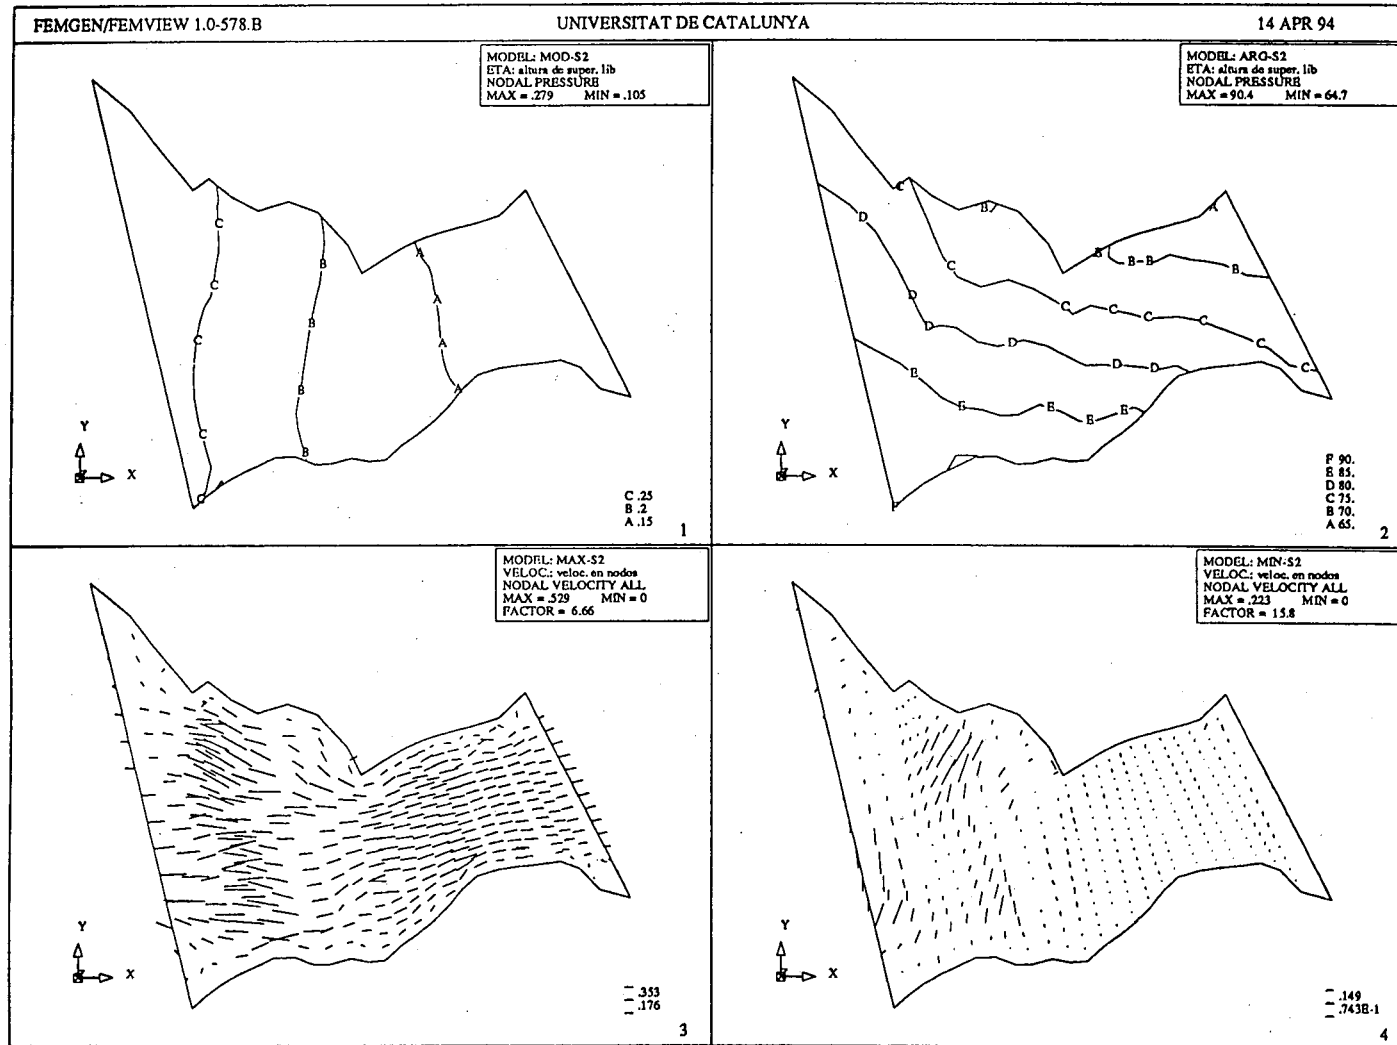 FEMGEN/FEMVIEW 1.0-578.B UNIVERSITAT DE CATALUNYA 14 APR 94
MODEL: MOD-S2
ETA: altura de super. lib
NODAL PRESSURE
MAX = .279 MIN = .105
C
C
C
C
C
B
B
B
B
B
A
A
A
A
Y
X
C .25
B .2
A .15
1
MODEL: ARG-S2
ETA: altura de super. lib
NODAL PRESSURE
MAX = 90.4 MIN = 64.7
C
B
A
D
B
B-B
B
C
D
C
C
C
C
C
C
D
D
D
D
E
E
E
E
E
F
Y
X
F 90.
E 85.
D 80.
C 75.
B 70.
A 65.
2
MODEL: MAX-S2
VELOC.: veloc. en nodos
NODAL VELOCITY ALL
MAX = .529 MIN = 0
FACTOR = 6.66
Y
X
.353
.176
3
MODEL: MIN-S2
VELOC.: veloc. en nodos
NODAL VELOCITY ALL
MAX = .223 MIN = 0
FACTOR = 15.8
Y
X
.149
.743E-1
4